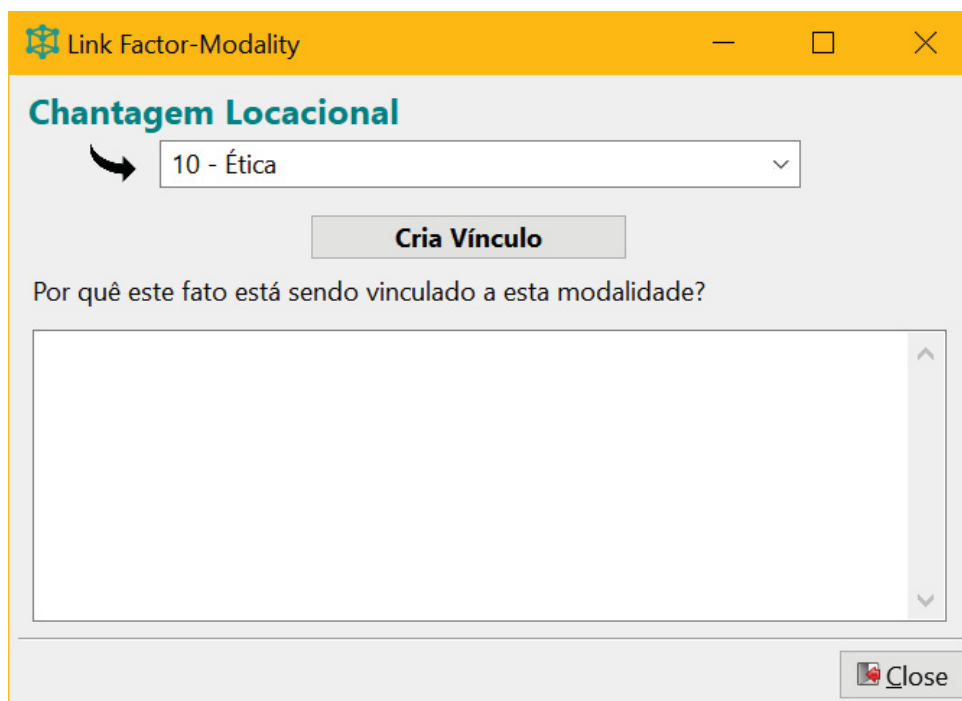 Link Factor-Modality
Chantagem Locacional
10 - Ética
Cria Vínculo
Por quê este fato está sendo vinculado a esta modalidade?
Close